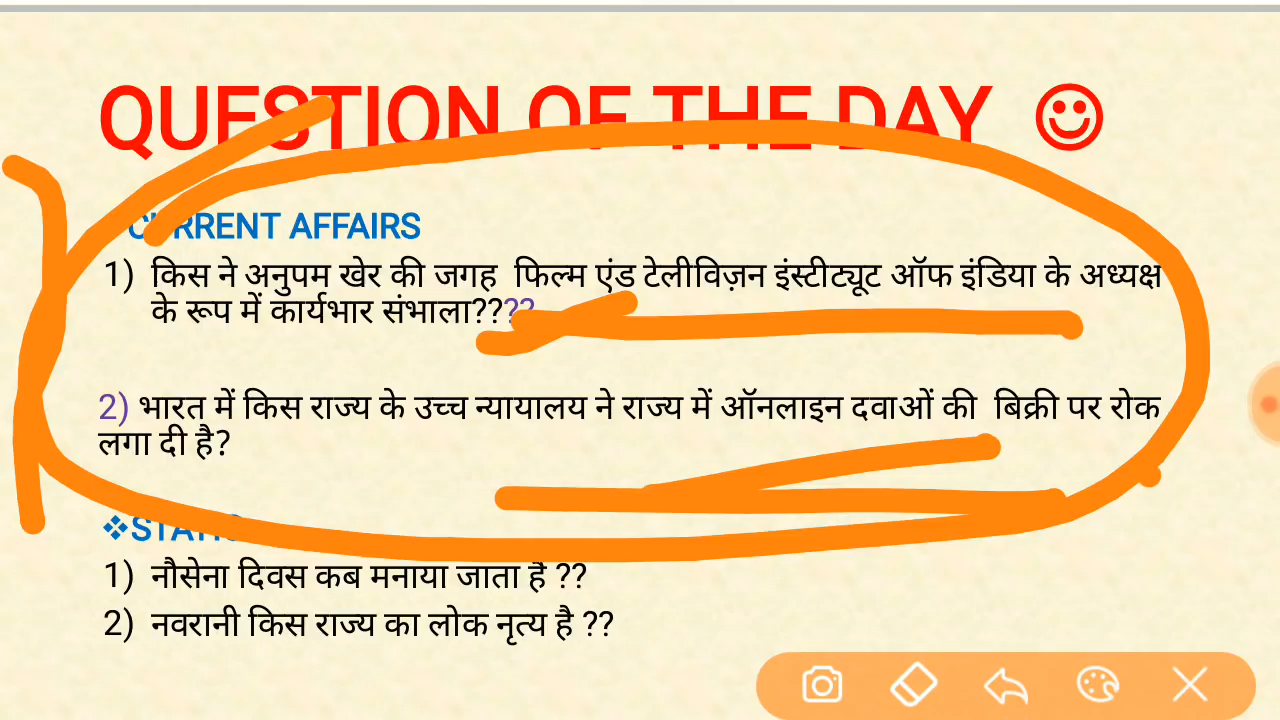 QUESTION OF THE DAY ☺
CURRENT AFFAIRS
1) किस ने अनुपम खेर की जगह फिल्म एंड टेलीविज़न इंस्टीट्यूट ऑफ इंडिया के अध्यक्ष
के रूप में कार्यभार संभाला????
2) भारत में किस राज्य के उच्च न्यायालय ने राज्य में ऑनलाइन दवाओं की बिक्री पर रोक
लगा दी है?
1) नौसेना दिवस कब मनाया जाता है ??
2) नवरानी किस राज्य का लोक नृत्य है ??